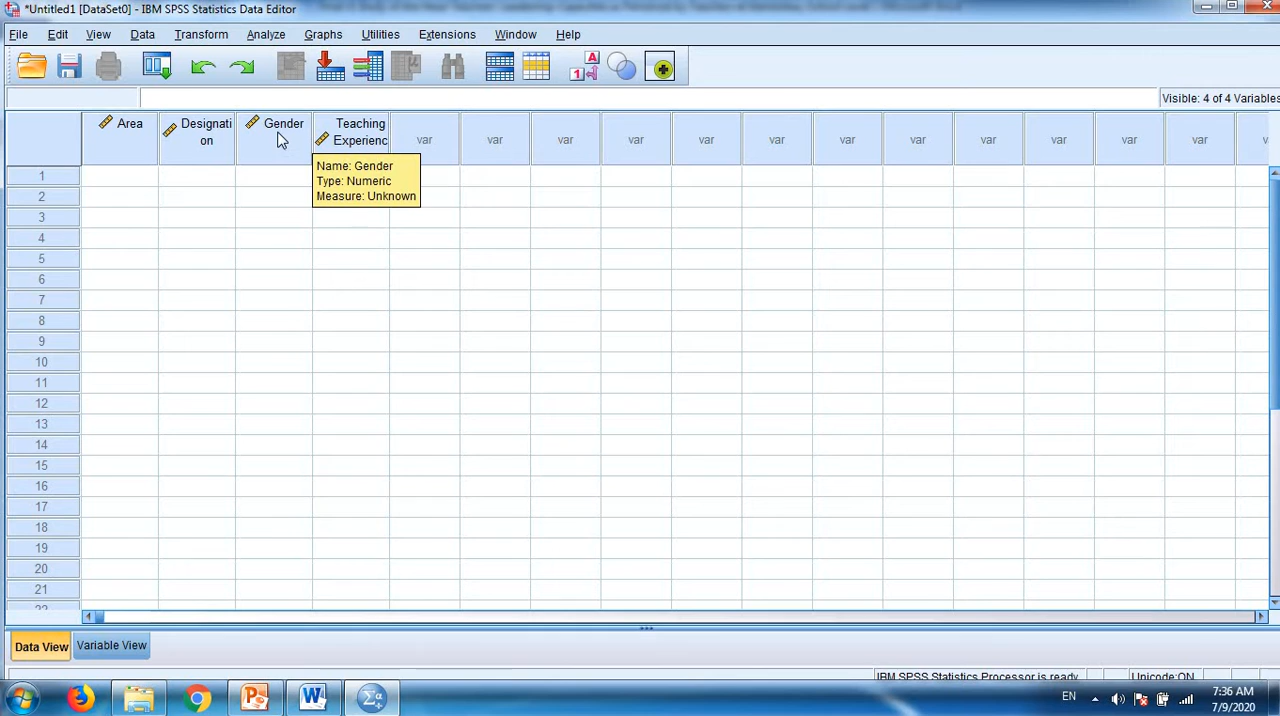 *Untitled1 [DataSet0] - IBM SPSS Statistics Data Editor
File Edit View Data Transform Analyze Graphs Utilities Extensions Window Help
A
1
Visible: 4 of 4 Variables
Area
Designati
on
Gender
Teaching
Experienc
var var var var var var var var var var var var v
Name: Gender
Type: Numeric
Measure: Unknown
1
2
3
4
5
6
7
8
9
10
11
12
13
14
15
16
17
18
19
20
21
22
Data View Variable View
IBM SPSS Statistics Processor is ready
Unicode:ON
P
W
Σα
EN
7:36 AM
7/9/2020